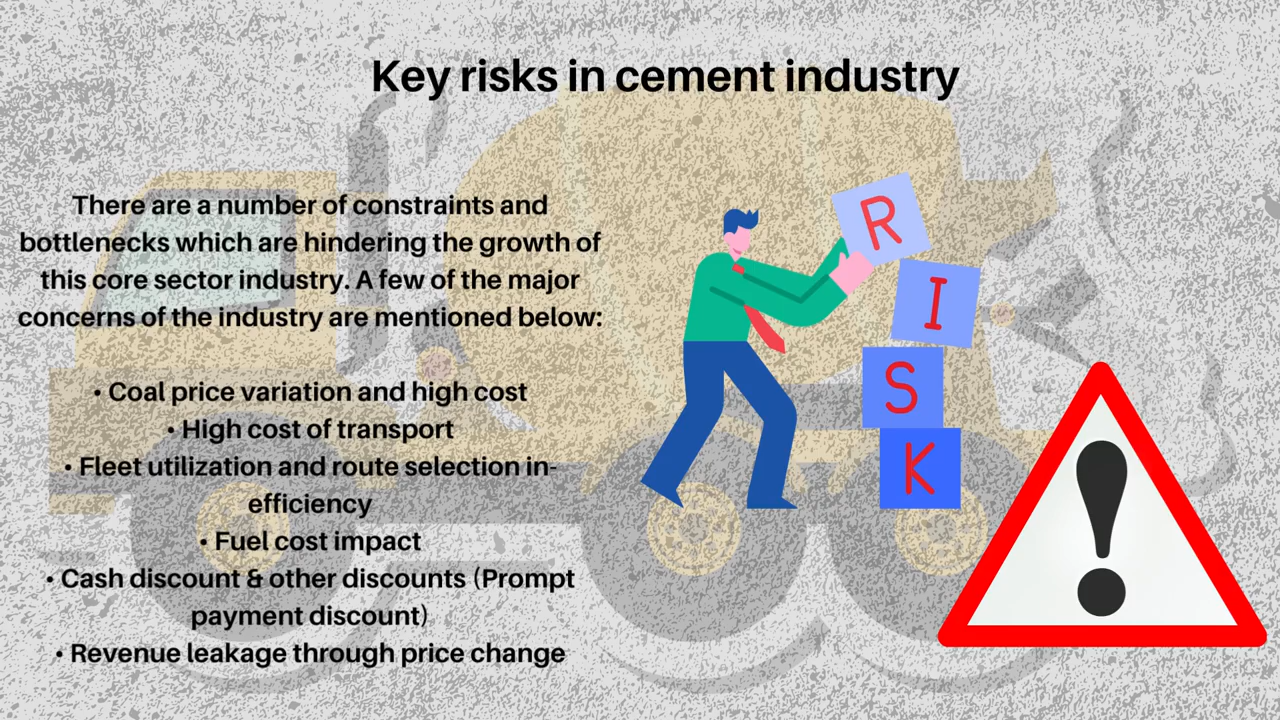 Key risks in cement industry
There are a number of constraints and
bottlenecks which are hindering the growth of
this core sector industry. A few of the major
concerns of the industry are mentioned below:
• Coal price variation and high cost
• High cost of transport
• Fleet utilization and route selection in-
efficiency
• Fuel cost impact
• Cash discount & other discounts (Prompt
payment discount)
• Revenue leakage through price change
R
I
S
K
!